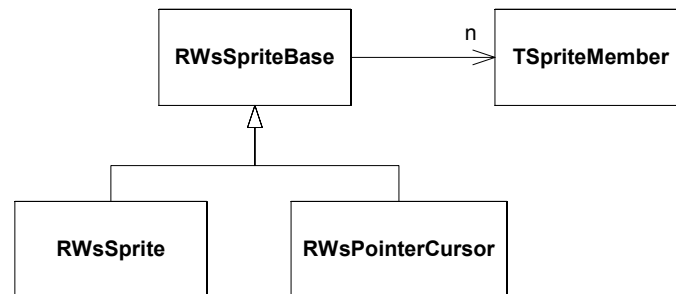 n
RWsSpriteBase
TSpriteMember
RWsSprite
RWsPointerCursor